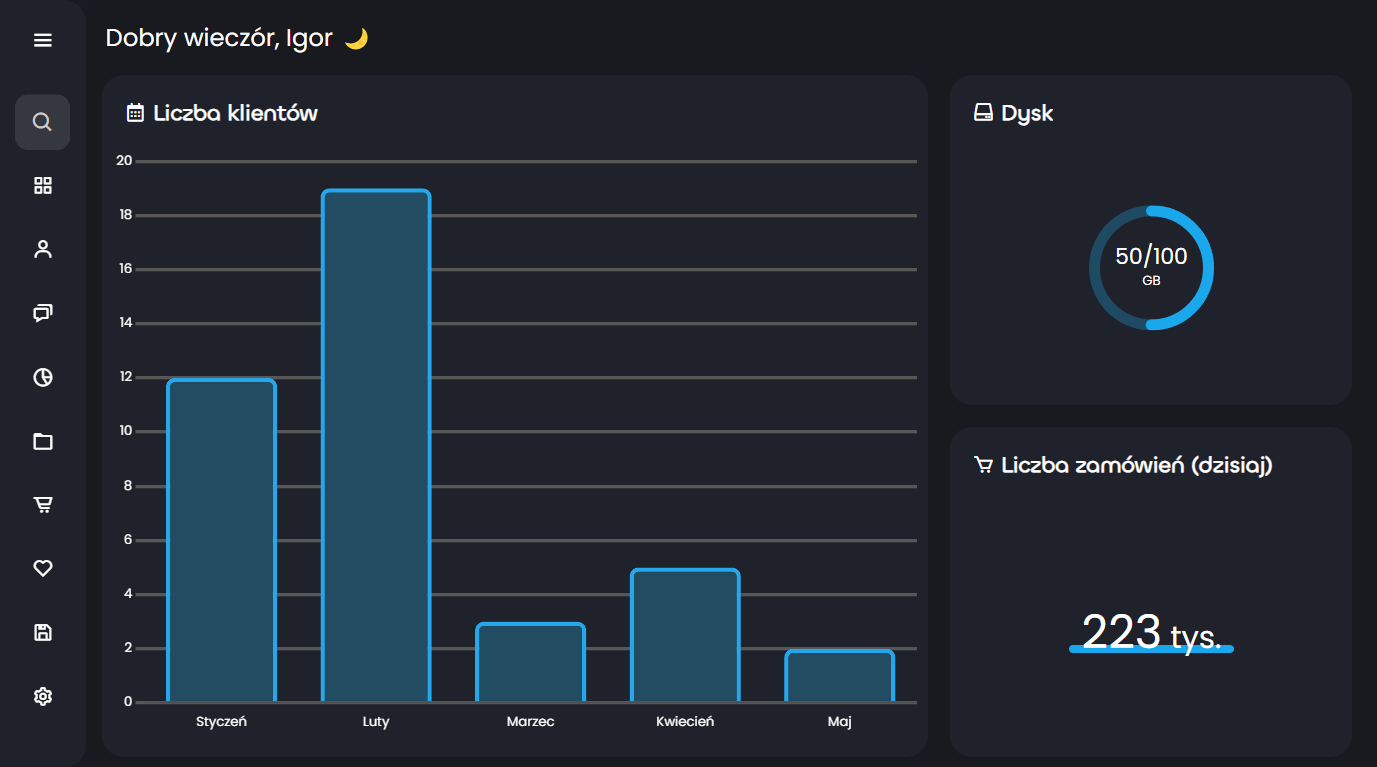 Dobry wieczór, Igor 🌙
Liczba klientów
20
18
16
14
12
10
8
6
4
2
0
Styczeń Luty Marzec Kwiecień Maj
Dysk
50/100
GB
Liczba zamówień (dzisiaj)
223 tys.